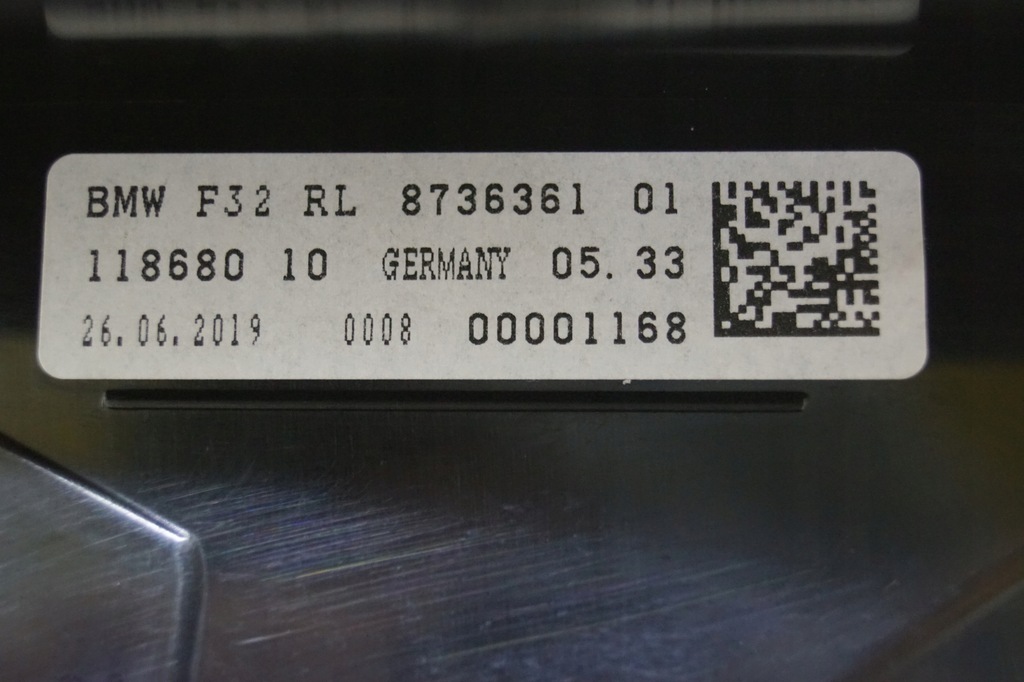 BMW F32 RL 8736361 01
118680 10 GERMANY 05.33
26.06.2019 0008 00001168